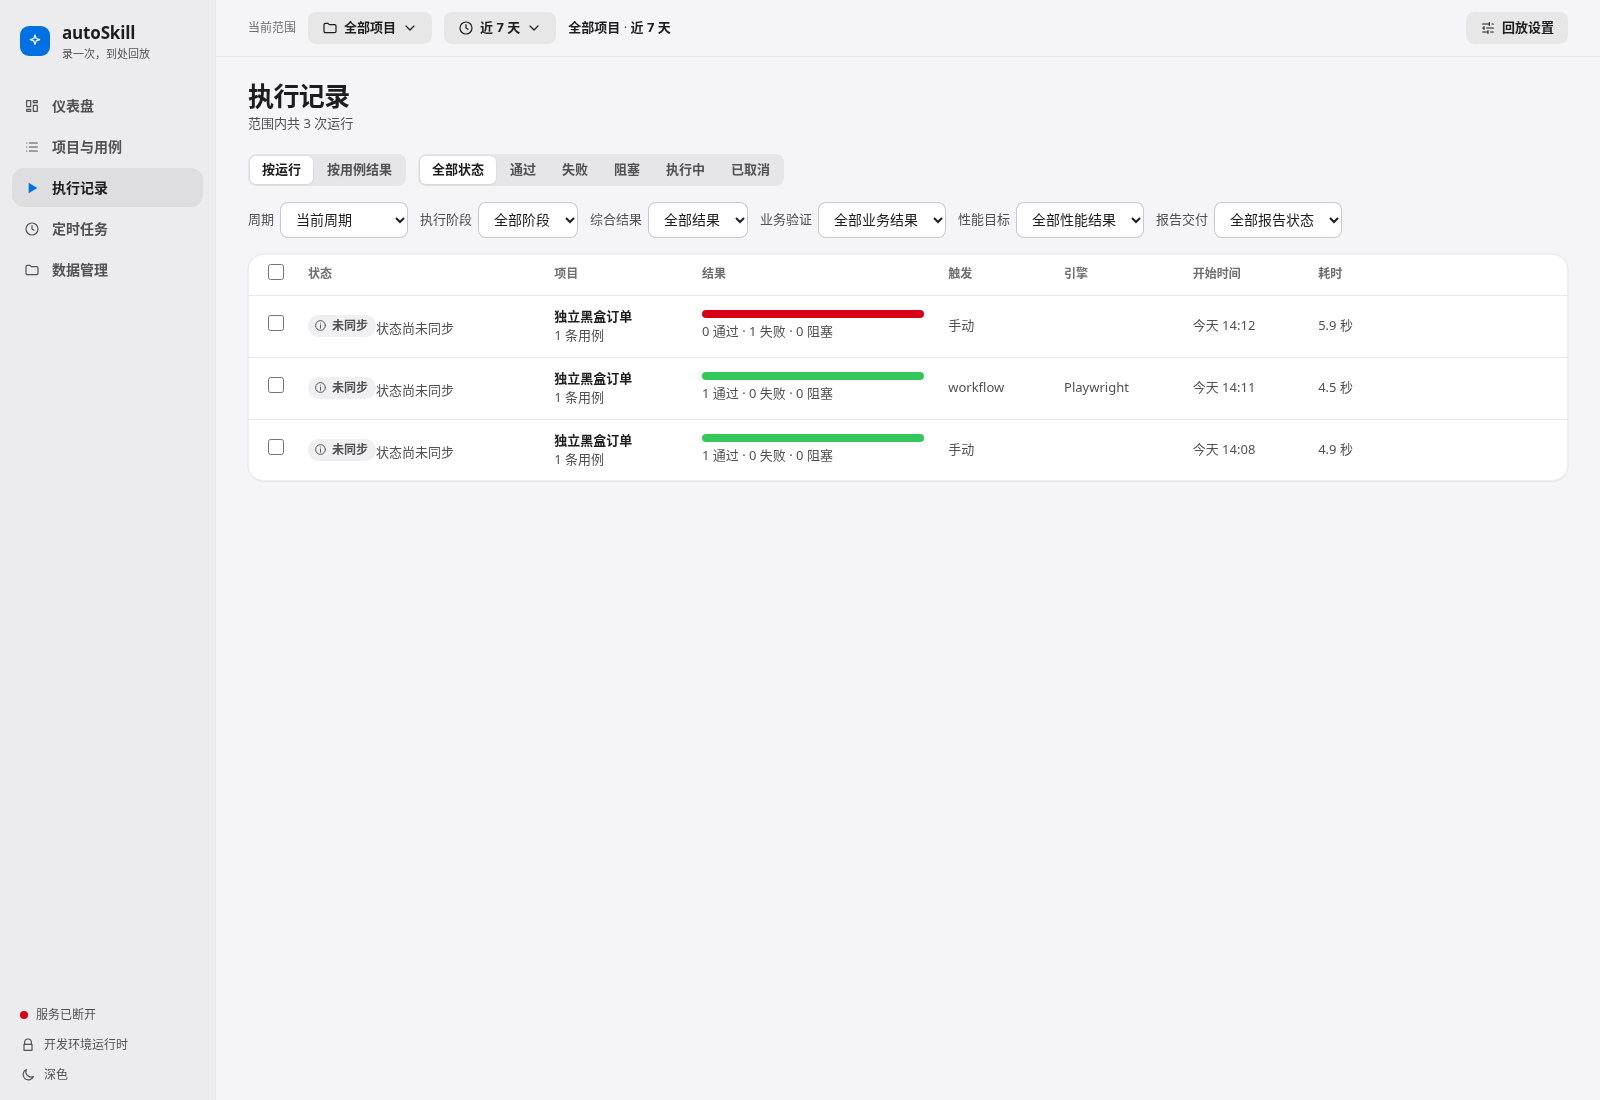 autoSkill
录一次，到处回放
仪表盘
项目与用例
执行记录
定时任务
数据管理
服务已断开
开发环境运行时
深色
当前范围 全部项目 近 7 天 全部项目 · 近 7 天 回放设置
执行记录
范围内共 3 次运行
按运行 按用例结果 全部状态 通过 失败 阻塞 执行中 已取消
周期 当前周期 执行阶段 全部阶段 综合结果 全部结果 业务验证 全部业务结果 性能目标 全部性能结果 报告交付 全部报告状态
状态 项目 结果 触发 引擎 开始时间 耗时
未同步 状态尚未同步 独立黑盒订单 1 条用例 0 通过 · 1 失败 · 0 阻塞 手动 今天 14:12 5.9 秒
未同步 状态尚未同步 独立黑盒订单 1 条用例 1 通过 · 0 失败 · 0 阻塞 workflow Playwright 今天 14:11 4.5 秒
未同步 状态尚未同步 独立黑盒订单 1 条用例 1 通过 · 0 失败 · 0 阻塞 手动 今天 14:08 4.9 秒